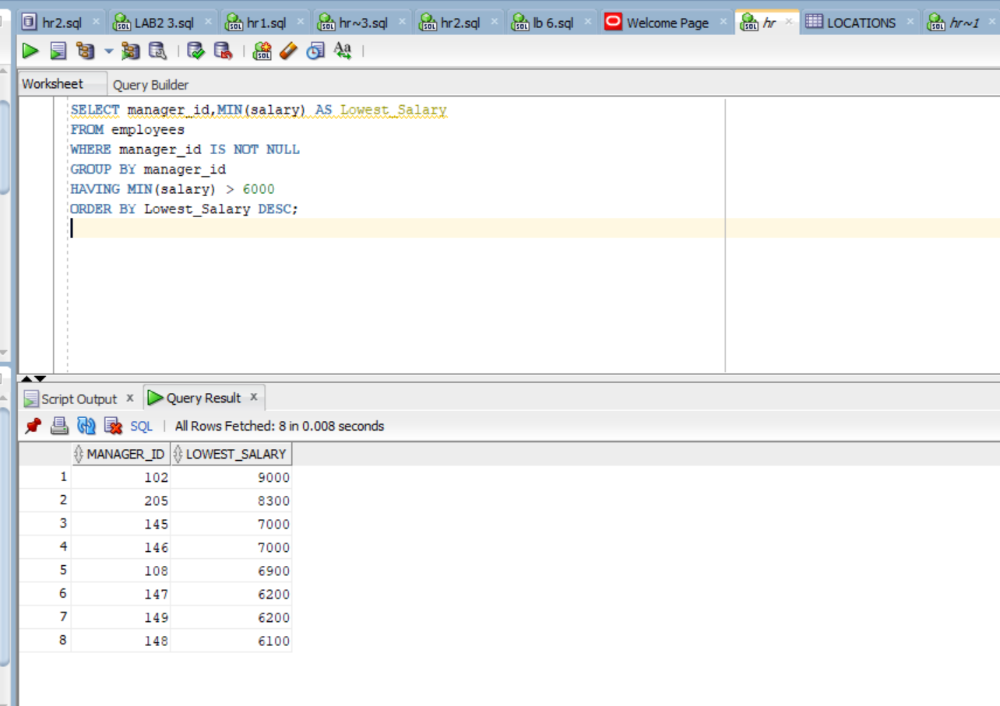 hr2.sql LAB2 3.sql hr1.sql hr~3.sql hr2.sql lb 6.sql Welcome Page hr LOCATIONS hr~1
Worksheet Query Builder
SELECT manager_id,MIN(salary) AS Lowest_Salary
FROM employees
WHERE manager_id IS NOT NULL
GROUP BY manager_id
HAVING MIN(salary) > 6000
ORDER BY Lowest_Salary DESC;
Script Output x Query Result x
SQL | All Rows Fetched: 8 in 0.008 seconds
MANAGER_ID LOWEST_SALARY
1 102 9000
2 205 8300
3 145 7000
4 146 7000
5 108 6900
6 147 6200
7 149 6200
8 148 6100